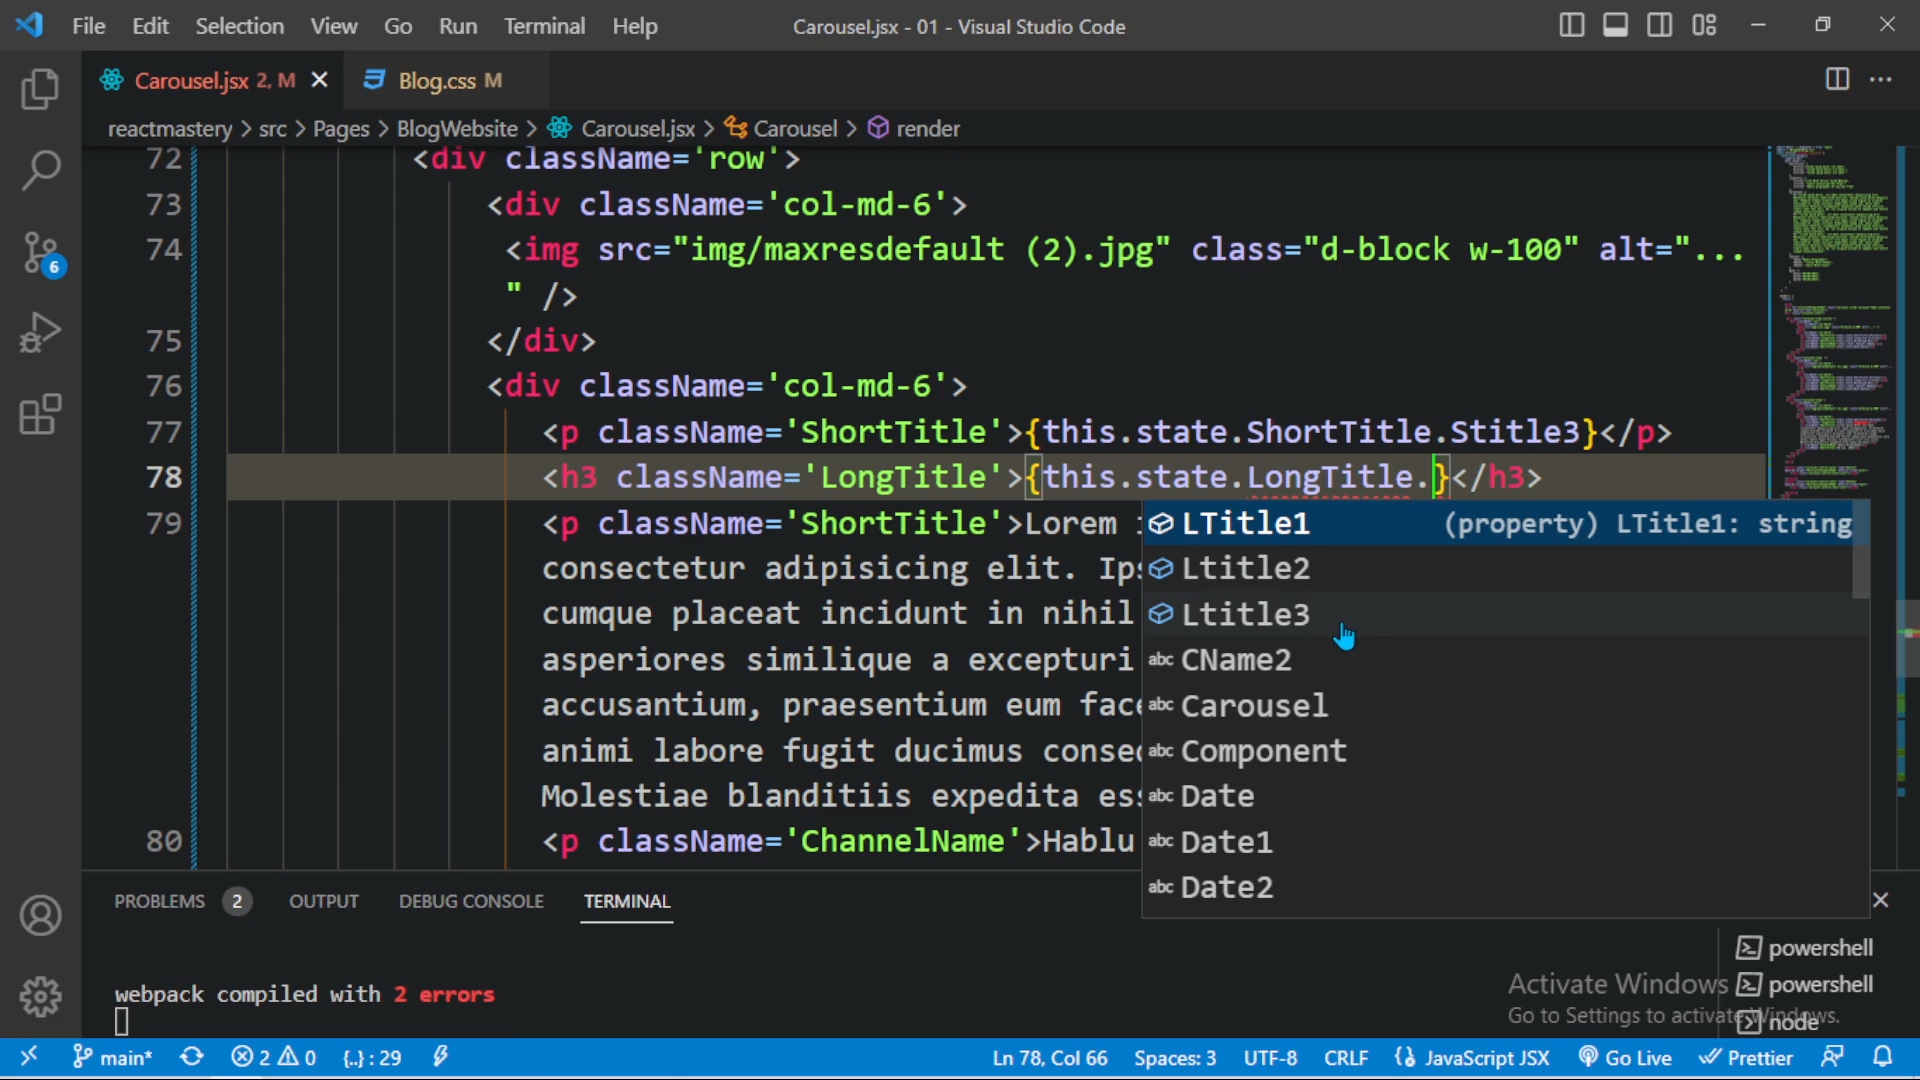 File Edit Selection View Go Run Terminal Help Carousel.jsx - 01 - Visual Studio Code
Carousel.jsx 2, M Blog.css M
reactmastery > src > Pages > BlogWebsite > Carousel.jsx > Carousel > render
72 <div className='row'>
73 <div className='col-md-6'>
74 <img src="img/maxresdefault (2).jpg" class="d-block w-100" alt="...
" />
75 </div>
76 <div className='col-md-6'>
77 <p className='ShortTitle'>{this.state.ShortTitle.Stitle3}</p>
78 <h3 className='LongTitle'>{this.state.LongTitle.}</h3>
79 <p className='ShortTitle'>Lorem
consectetur adipisicing elit.
cumque placeat incidunt in nihil
asperiores similique a excepturi
accusantium, praesentium eum
animi labore fugit ducimus
Molestiae blanditiis expedita
80 <p className='ChannelName'>Hablu
LTitle1 (property) LTitle1: string
Ltitle2
Ltitle3
abc CName2
abc Carousel
abc Component
abc Date
abc Date1
abc Date2
PROBLEMS 2 OUTPUT DEBUG CONSOLE TERMINAL
webpack compiled with 2 errors
powershell
powershell
node
Activate Windows
Go to Settings to activate Windows.
6
main* 2 0 {..} : 29 Ln 78, Col 66 Spaces: 3 UTF-8 CRLF JavaScript JSX Go Live Prettier